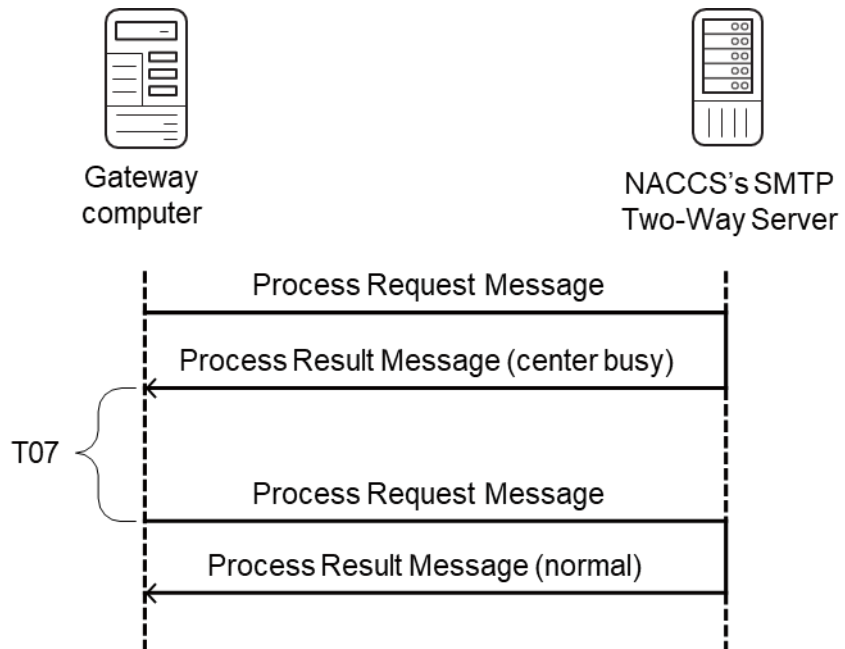 Gateway
computer
NACCS's SMTP
Two-Way Server
Process Request Message
Process Result Message (center busy)
T07
Process Request Message
Process Result Message (normal)